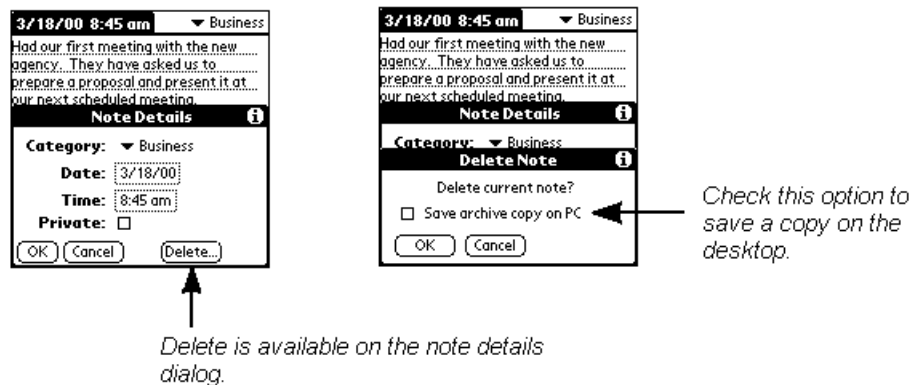 3/18/00 8:45 am Business
Had our first meeting with the new
agency. They have asked us to
prepare a proposal and present it at
our next scheduled meeting.
Note Details
Category: Business
Date: 3/18/00
Time: 8:45 am
Private:
OK Cancel Delete...
Delete is available on the note details
dialog.
3/18/00 8:45 am Business
Had our first meeting with the new
agency. They have asked us to
prepare a proposal and present it at
our next scheduled meeting.
Note Details
Category: Business
Delete Note
Delete current note?
Save archive copy on PC
OK Cancel
Check this option to
save a copy on the
desktop.